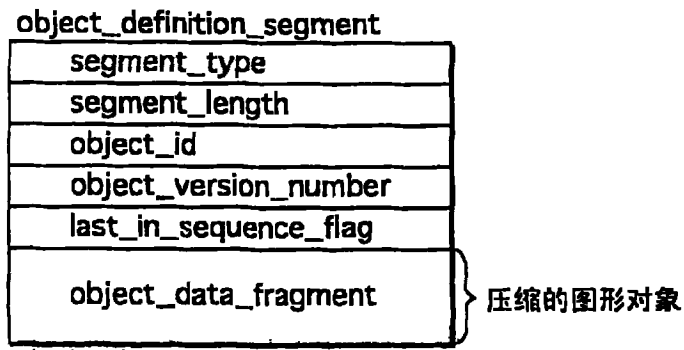 object_definition_segment
segment_type
segment_length
object_id
object_version_number
last_in_sequence_flag
object_data_fragment
压缩的图形对象